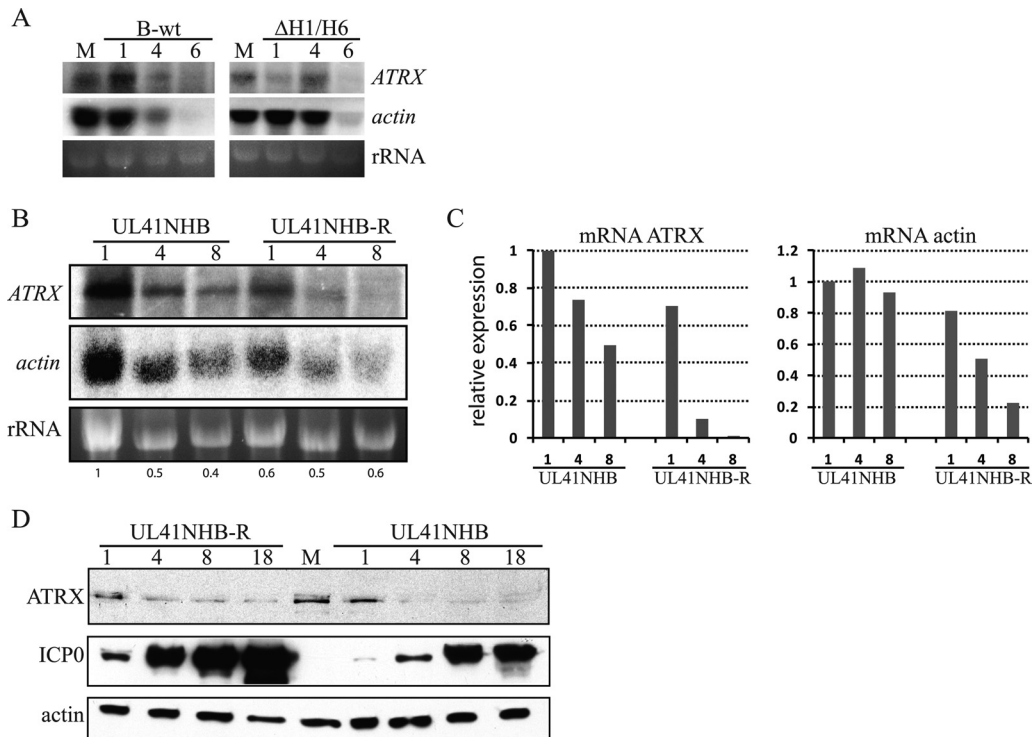 A
B-wt ΔH1/H6
M 1 4 6 M 1 4 6
ATRX
actin
rRNA
B
UL41NHB UL41NHB-R
1 4 8 1 4 8
ATRX
actin
rRNA
1 0.5 0.4 0.6 0.5 0.6
C
mRNA ATRX
relative expression
1
0.8
0.6
0.4
0.2
0
1 4 8 1 4 8
UL41NHB UL41NHB-R
mRNA actin
1.2
1
0.8
0.6
0.4
0.2
0
1 4 8 1 4 8
UL41NHB UL41NHB-R
D
UL41NHB-R UL41NHB
1 4 8 18 M 1 4 8 18
ATRX
ICP0
actin